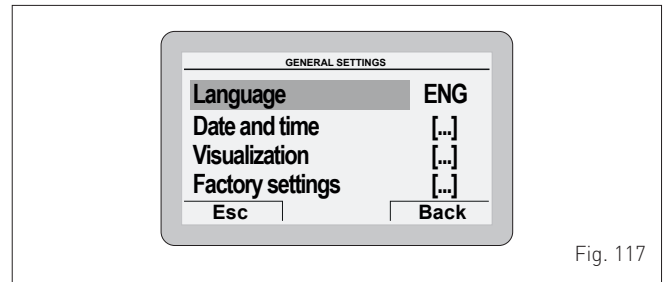 GENERAL SETTINGS
Language ENG
Date and time [...]
Visualization [...]
Factory settings [...]
Esc Back
Fig. 117